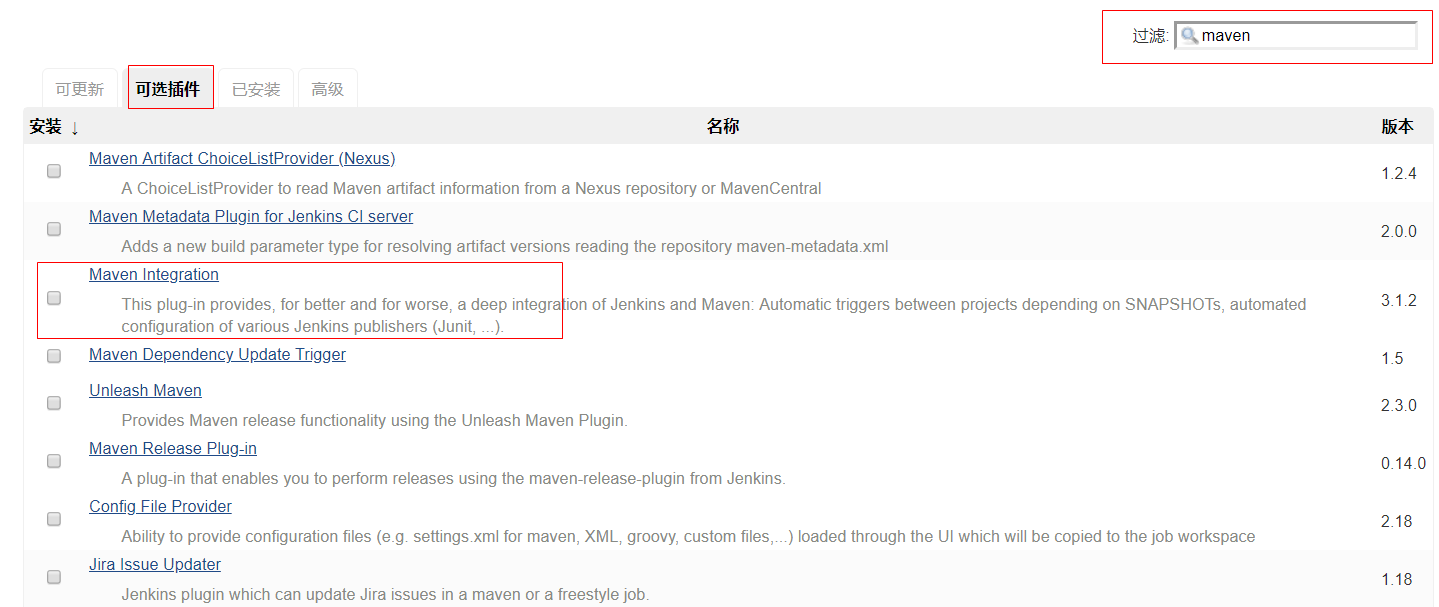 过滤: maven
可更新 可选插件 已安装 高级
安装 ↓ 名称 版本
Maven Artifact ChoiceListProvider (Nexus)
A ChoiceListProvider to read Maven artifact information from a Nexus repository or MavenCentral
1.2.4
Maven Metadata Plugin for Jenkins CI server
Adds a new build parameter type for resolving artifact versions reading the repository maven-metadata.xml
2.0.0
Maven Integration
This plug-in provides, for better and for worse, a deep integration of Jenkins and Maven: Automatic triggers between projects depending on SNAPSHOTs, automated
configuration of various Jenkins publishers (Junit, ...).
3.1.2
Maven Dependency Update Trigger
1.5
Unleash Maven
Provides Maven release functionality using the Unleash Maven Plugin.
2.3.0
Maven Release Plug-in
A plug-in that enables you to perform releases using the maven-release-plugin from Jenkins.
0.14.0
Config File Provider
Ability to provide configuration files (e.g. settings.xml for maven, XML, groovy, custom files,...) loaded through the UI which will be copied to the job workspace
2.18
Jira Issue Updater
Jenkins plugin which can update Jira issues in a maven or a freestyle job.
1.18